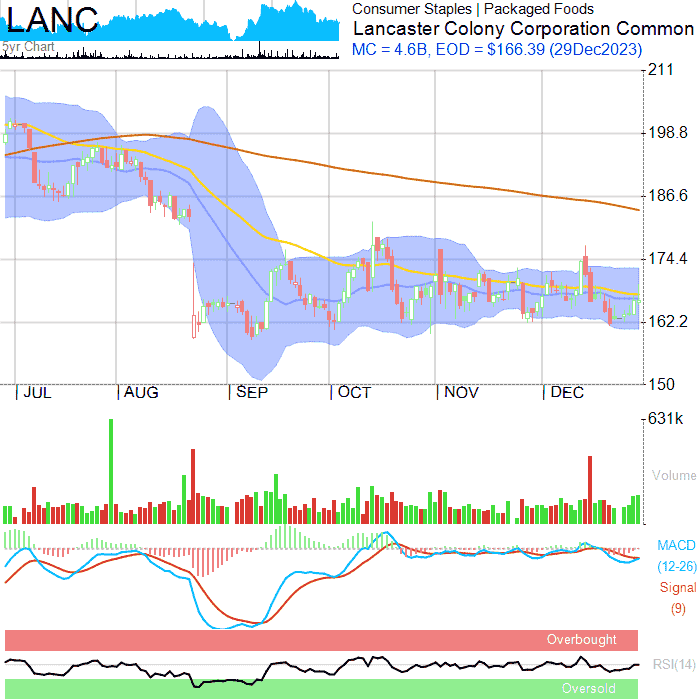 LANC
5yr Chart
Consumer Staples | Packaged Foods
Lancaster Colony Corporation Common
MC = 4.6B, EOD = $166.39 (29Dec2023)
211
198.8
186.6
174.4
162.2
150
JUL AUG SEP OCT NOV DEC
631k
Volume
MACD
(12-26)
Signal
(9)
Overbought
RSI(14)
Oversold